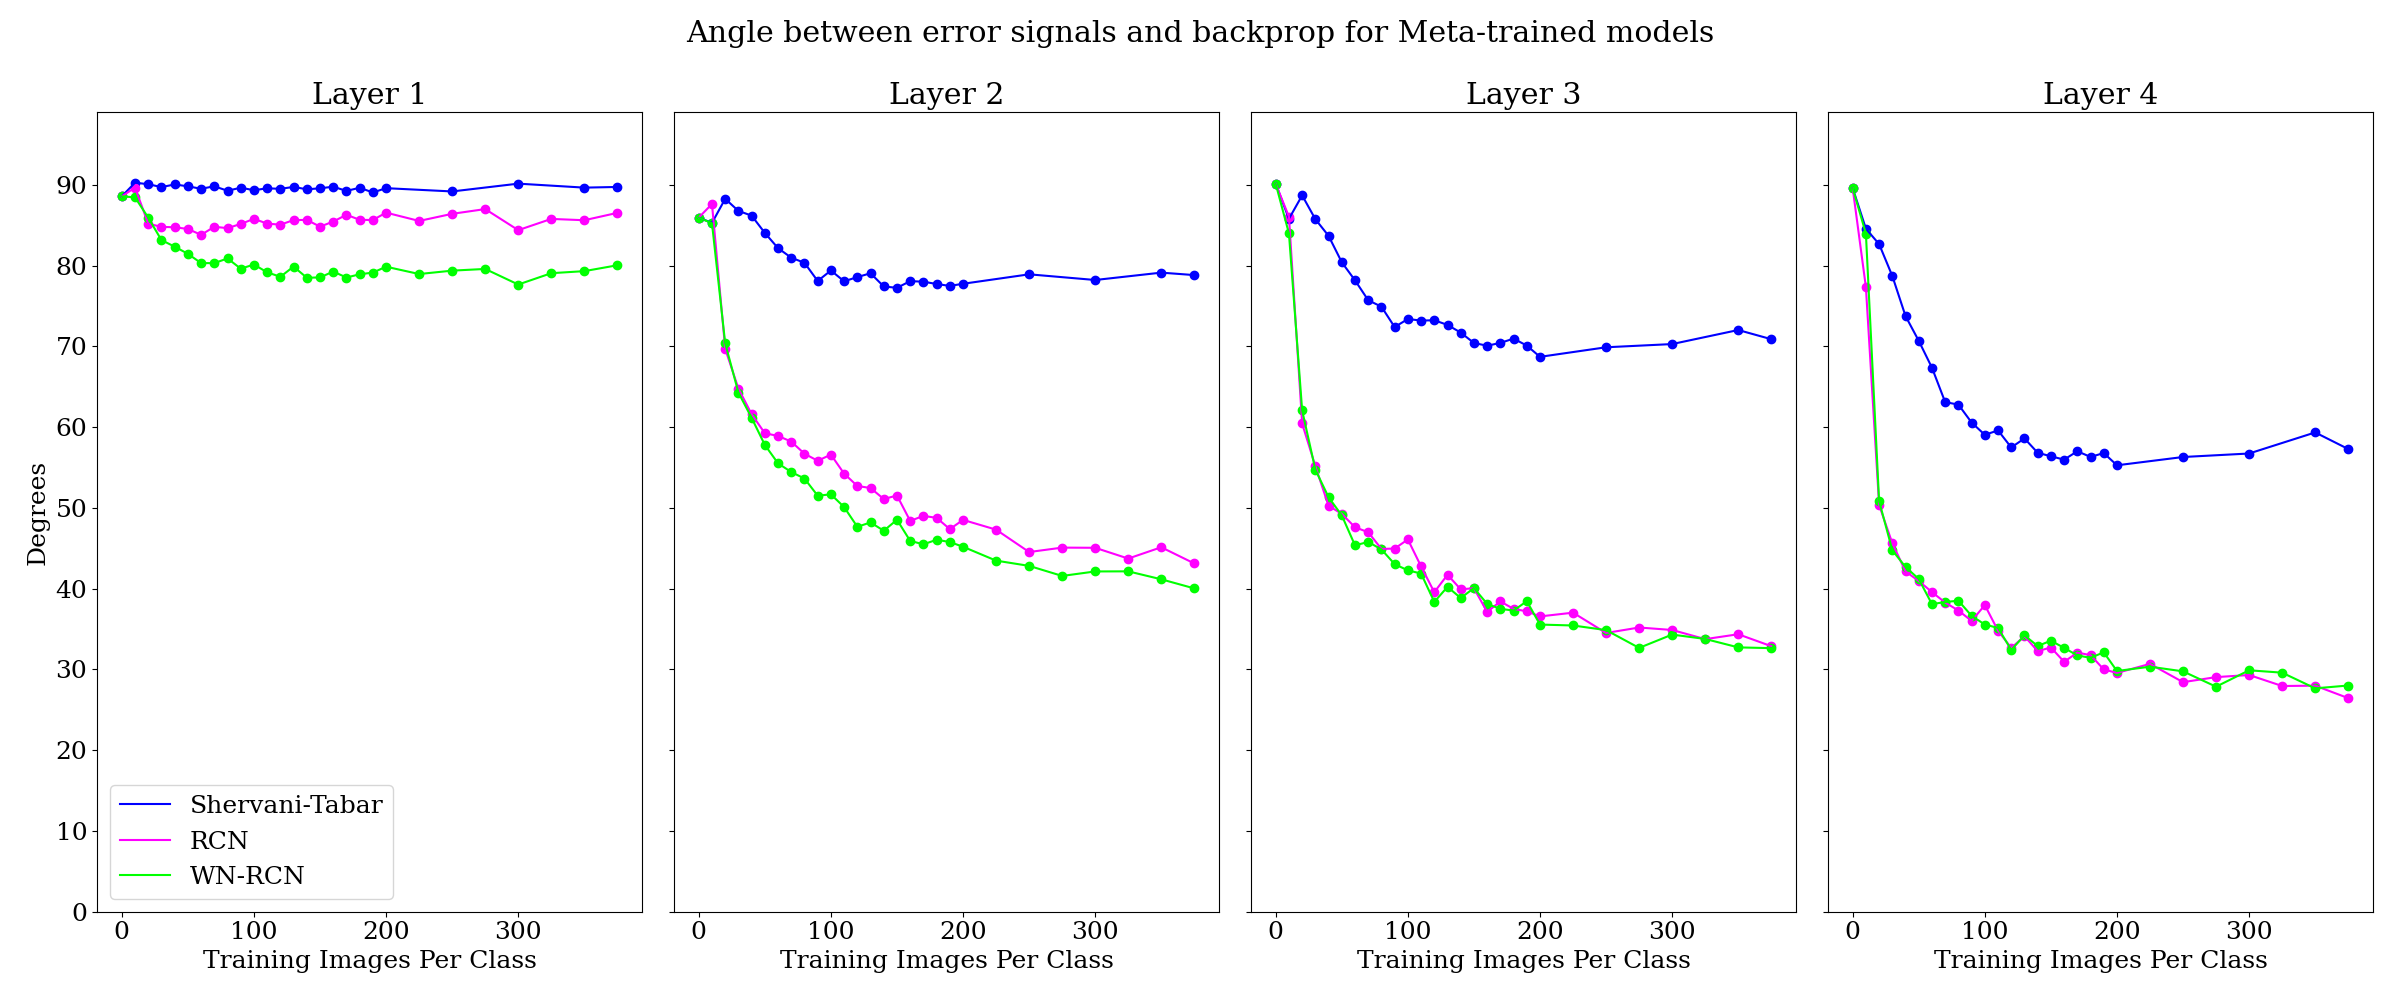 Angle between error signals and backprop for Meta-trained models
Layer 1
Layer 2
Layer 3
Layer 4
Degrees
90
80
70
60
50
40
30
20
10
0
Shervani-Tabar
RCN
WN-RCN
0 100 200 300
0 100 200 300
0 100 200 300
0 100 200 300
Training Images Per Class
Training Images Per Class
Training Images Per Class
Training Images Per Class